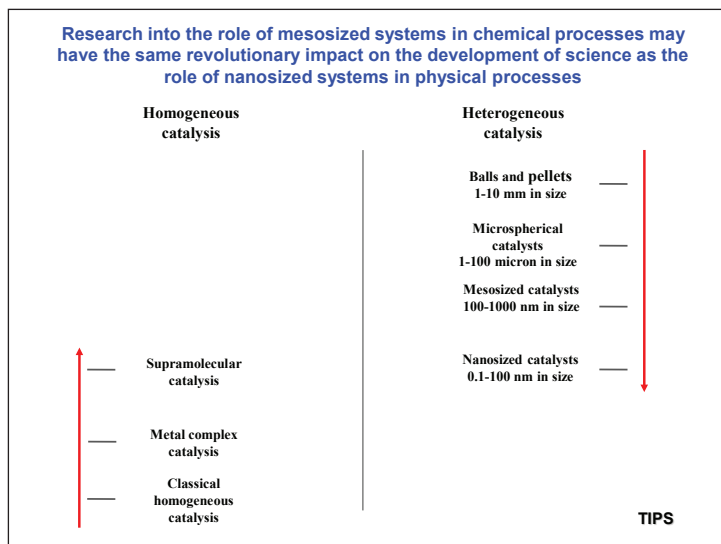 Research into the role of mesosized systems in chemical processes may
have the same revolutionary impact on the development of science as the
role of nanosized systems in physical processes
Homogeneous
catalysis
Supramolecular
catalysis
Metal complex
catalysis
Classical
homogeneous
catalysis
Heterogeneous
catalysis
Balls and pellets
1-10 mm in size
Microspherical
catalysts
1-100 micron in size
Mesosized catalysts
100-1000 nm in size
Nanosized catalysts
0.1-100 nm in size
TIPS